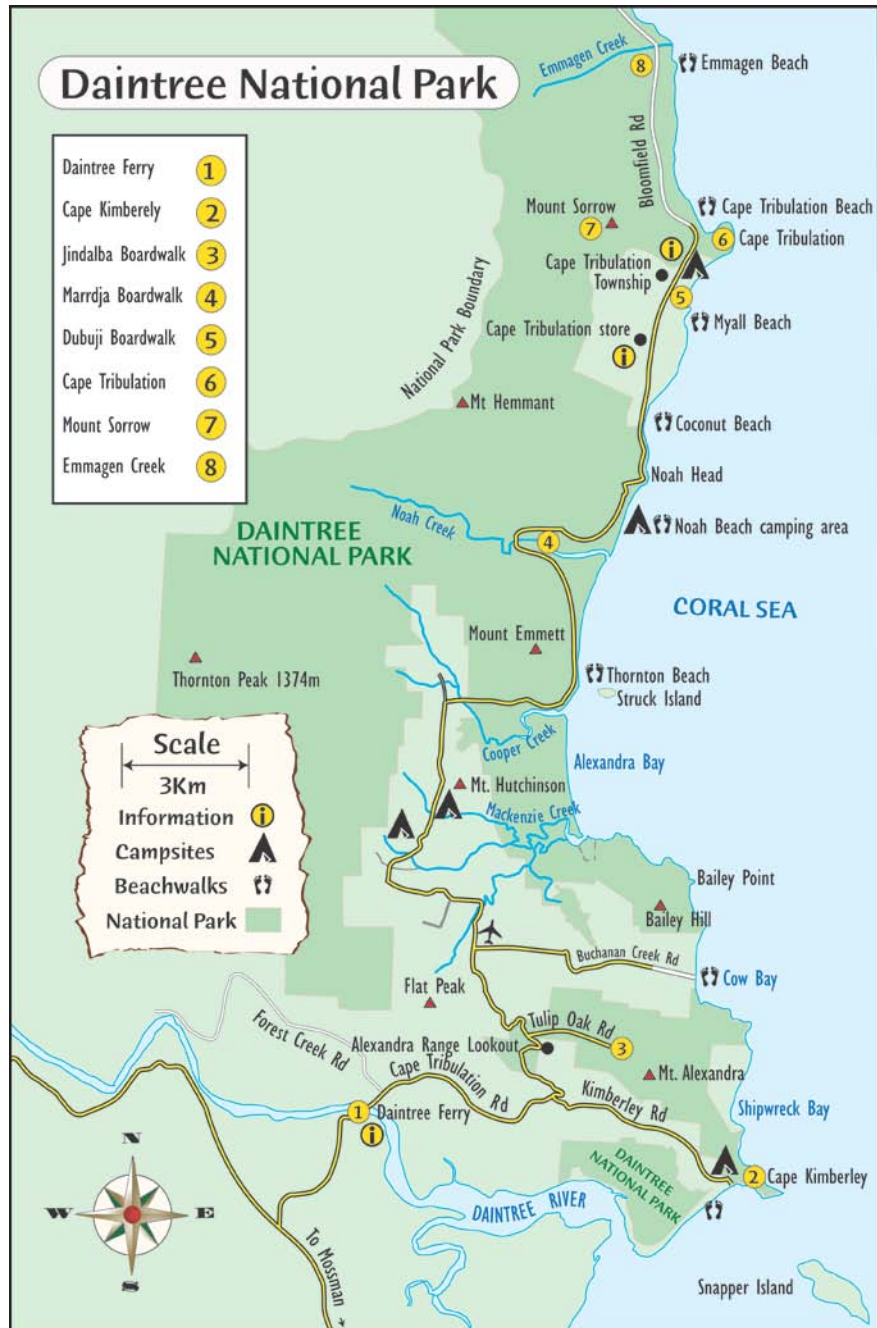 Daintree National Park
Daintree Ferry 1
Cape Kimberely 2
Jindalba Boardwalk 3
Marrdja Boardwalk 4
Dubuji Boardwalk 5
Cape Tribulation 6
Mount Sorrow 7
Emmagen Creek 8
Emmagen Creek
8
Emmagen Beach
Bloomfield Rd
Cape Tribulation Beach
Mount Sorrow
7
6
Cape Tribulation
i
Cape Tribulation
Township
5
Myall Beach
Cape Tribulation store
i
National Park Boundary
Mt Hemmant
Coconut Beach
Noah Head
Noah Creek
Noah Beach camping area
DAINTREE
NATIONAL PARK
4
CORAL SEA
Mount Emmett
Thornton Peak 1374m
Thornton Beach
Struck Island
Cooper Creek
Alexandra Bay
Mt. Hutchinson
Mackenzie Creek
Scale
3Km
Information i
Campsites
Beachwalks
National Park
Bailey Point
Bailey Hill
Buchanan Creek Rd
Cow Bay
Flat Peak
Tulip Oak Rd
Forest Creek Rd
Alexandra Range Lookout
3
Cape Tribulation Rd
Mt. Alexandra
Kimberley Rd
Shipwreck Bay
1
Daintree Ferry
i
DAINTREE
NATIONAL PARK
2
Cape Kimberley
DAINTREE RIVER
N
W
E
S
To Mossman
Snapper Island